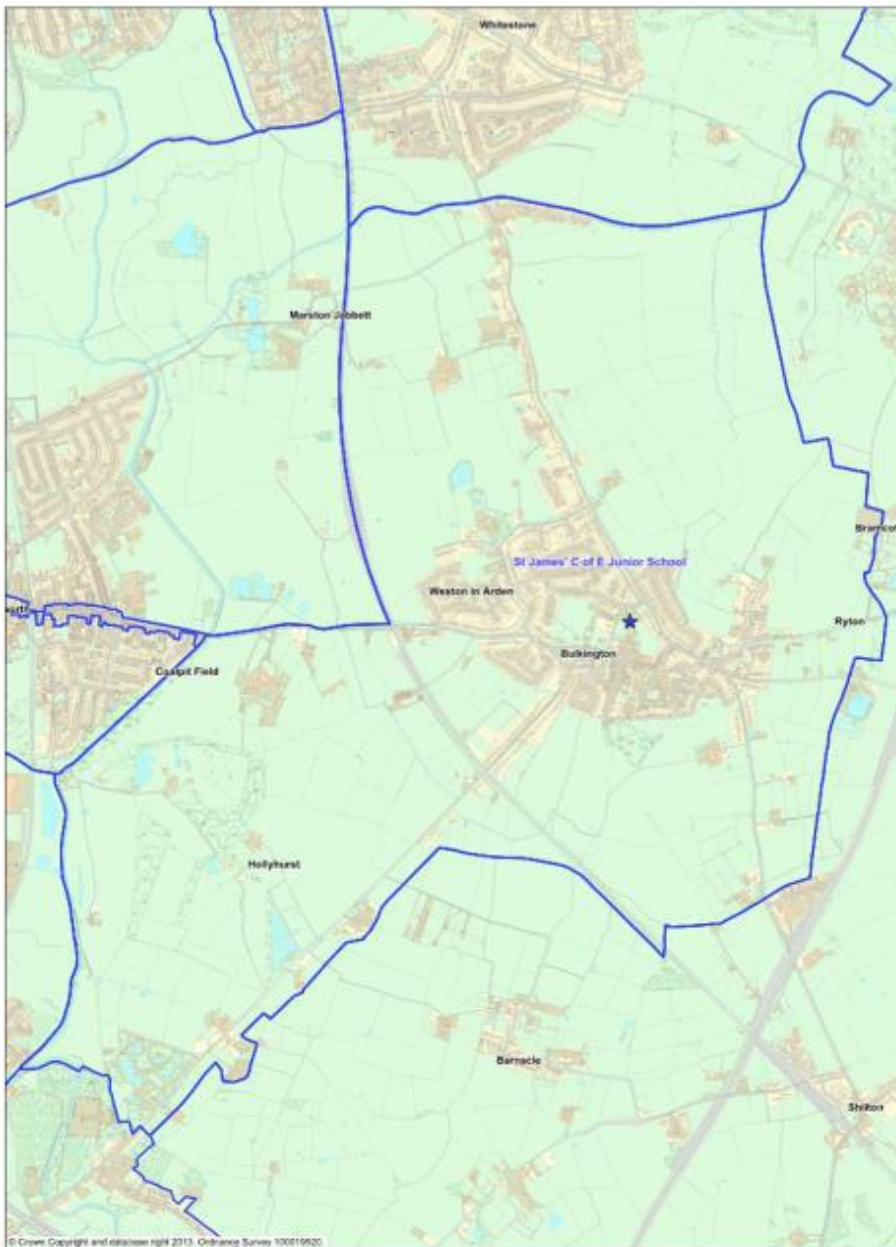 Whitestone
Marston Jabbett
St James' C of E Junior School
Weston in Arden
Ryton
Bulkington
Coalpit Field
Hollyhurst
Barnacle
Shilton
© Crown Copyright and database right 2013. Ordnance Survey 100019520